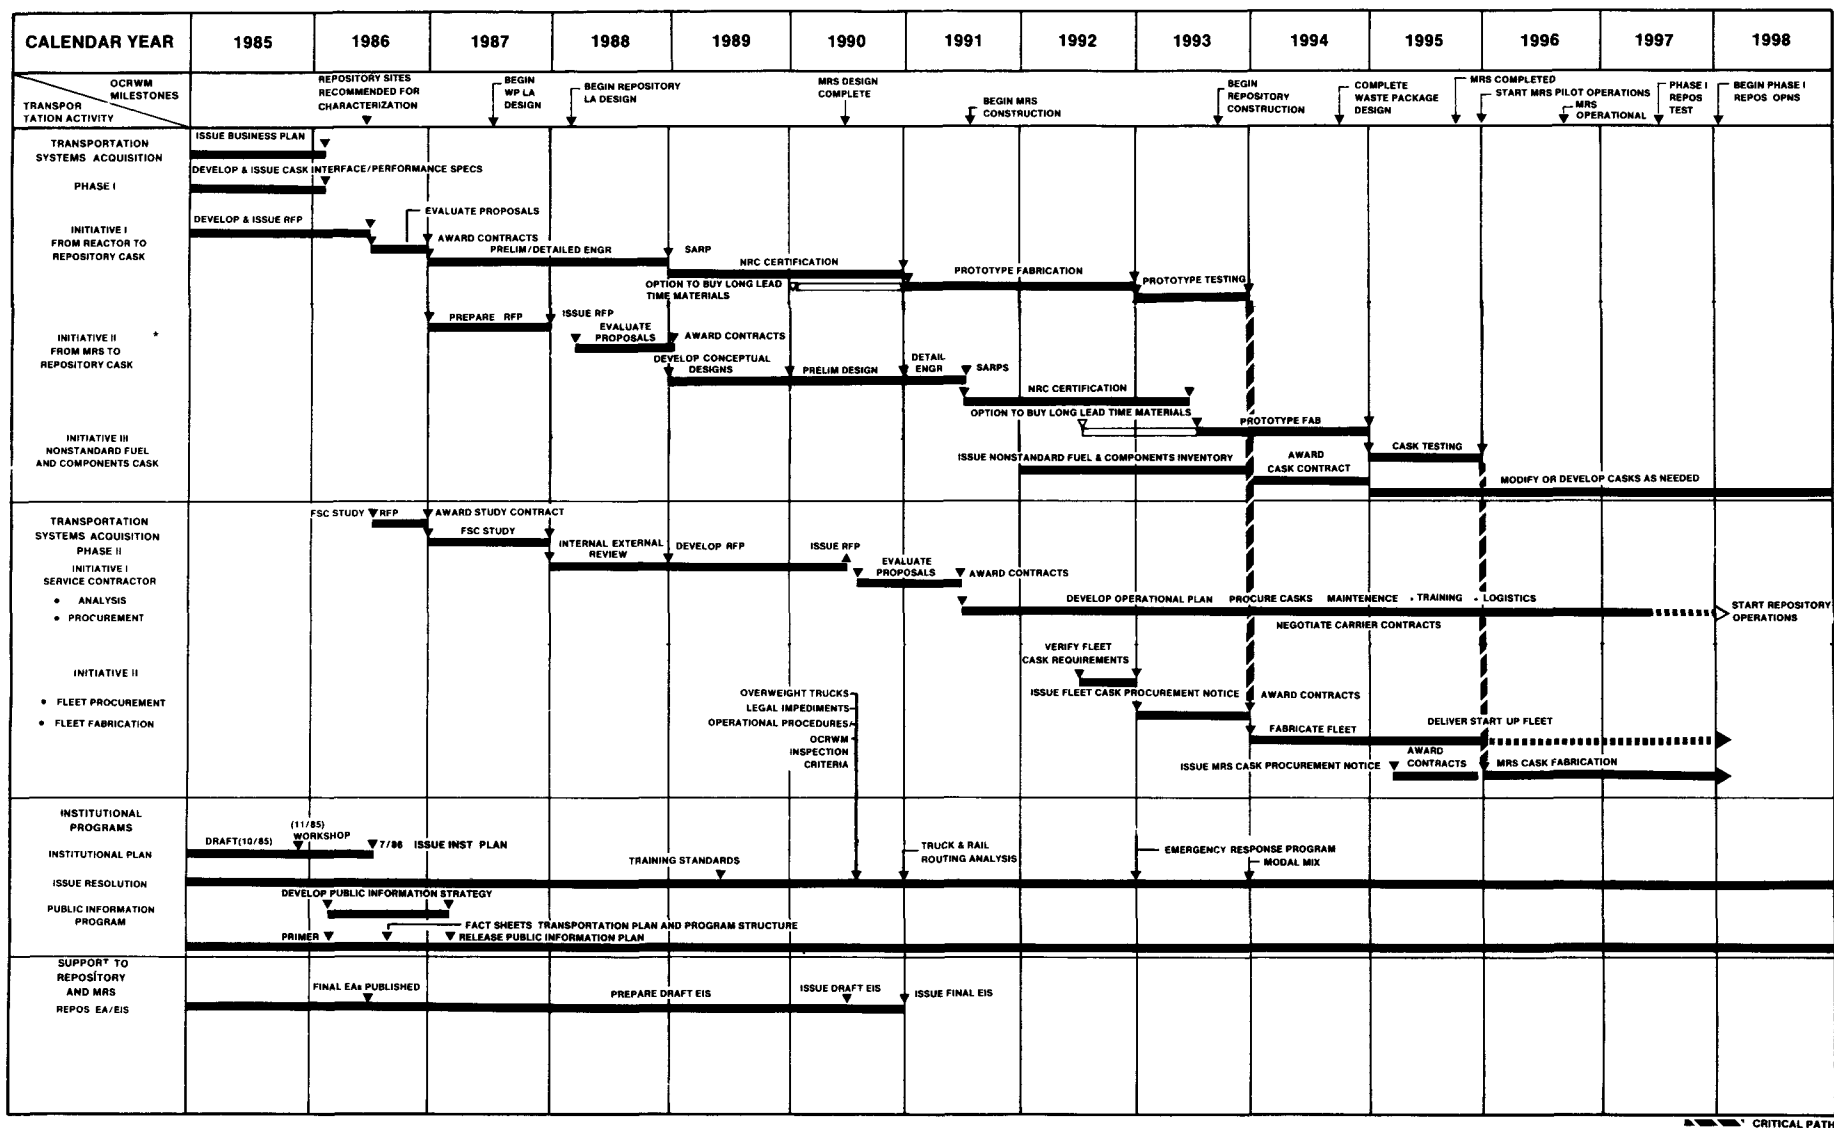 CALENDAR YEAR 1985 1986 1987 1988 1989 1990 1991 1992 1993 1994 1995 1996 1997 1998
OCRWM
MILESTONES
TRANSPOR
TATION ACTIVITY
REPOSITORY SITES
RECOMMENDED FOR
CHARACTERIZATION
BEGIN
WP LA
DESIGN
BEGIN REPOSITORY
LA DESIGN
MRS DESIGN
COMPLETE
BEGIN MRS
CONSTRUCTION
BEGIN
REPOSITORY
CONSTRUCTION
COMPLETE
WASTE PACKAGE
DESIGN
MRS COMPLETED
START MRS PILOT OPERATIONS
MRS
OPERATIONAL
PHASE I
REPOS
TEST
BEGIN PHASE I
REPOS OPNS
TRANSPORTATION
SYSTEMS ACQUISITION
PHASE I
ISSUE BUSINESS PLAN
DEVELOP & ISSUE CASK INTERFACE/PERFORMANCE SPECS
INITIATIVE I
FROM REACTOR TO
REPOSITORY CASK
DEVELOP & ISSUE RFP
EVALUATE PROPOSALS
AWARD CONTRACTS
PRELIM/DETAILED ENGR
SARP
NRC CERTIFICATION
OPTION TO BUY LONG LEAD
TIME MATERIALS
PROTOTYPE FABRICATION
PROTOTYPE TESTING
INITIATIVE II *
FROM MRS TO
REPOSITORY CASK
PREPARE RFP
ISSUE RFP
EVALUATE
PROPOSALS
AWARD CONTRACTS
DEVELOP CONCEPTUAL
DESIGNS
PRELIM DESIGN
DETAIL
ENGR
SARPS
NRC CERTIFICATION
OPTION TO BUY LONG LEAD TIME MATERIALS
PROTOTYPE FAB
CASK TESTING
INITIATIVE III
NONSTANDARD FUEL
AND COMPONENTS CASK
ISSUE NONSTANDARD FUEL & COMPONENTS INVENTORY
AWARD
CASK CONTRACT
MODIFY OR DEVELOP CASKS AS NEEDED
TRANSPORTATION
SYSTEMS ACQUISITION
PHASE II
INITIATIVE I
SERVICE CONTRACTOR
• ANALYSIS
• PROCUREMENT
FSC STUDY RFP
AWARD STUDY CONTRACT
FSC STUDY
INTERNAL EXTERNAL
REVIEW
DEVELOP RFP
ISSUE RFP
EVALUATE
PROPOSALS
AWARD CONTRACTS
DEVELOP OPERATIONAL PLAN PROCURE CASKS MAINTENENCE • TRAINING • LOGISTICS
NEGOTIATE CARRIER CONTRACTS
START REPOSITORY
OPERATIONS
INITIATIVE II
• FLEET PROCUREMENT
• FLEET FABRICATION
VERIFY FLEET
CASK REQUIREMENTS
ISSUE FLEET CASK PROCUREMENT NOTICE
AWARD CONTRACTS
FABRICATE FLEET
DELIVER START UP FLEET
ISSUE MRS CASK PROCUREMENT NOTICE
AWARD
CONTRACTS
MRS CASK FABRICATION
OVERWEIGHT TRUCKS
LEGAL IMPEDIMENTS
OPERATIONAL PROCEDURES
OCRWM
INSPECTION
CRITERIA
INSTITUTIONAL
PROGRAMS
INSTITUTIONAL PLAN
DRAFT(10/85)
(11/85)
WORKSHOP
7/86 ISSUE INST PLAN
ISSUE RESOLUTION
TRAINING STANDARDS
TRUCK & RAIL
ROUTING ANALYSIS
EMERGENCY RESPONSE PROGRAM
MODAL MIX
PUBLIC INFORMATION
PROGRAM
DEVELOP PUBLIC INFORMATION STRATEGY
FACT SHEETS TRANSPORTATION PLAN AND PROGRAM STRUCTURE
PRIMER
RELEASE PUBLIC INFORMATION PLAN
SUPPORT TO
REPOSITORY
AND MRS
REPOS EA/EIS
FINAL EAs PUBLISHED
PREPARE DRAFT EIS
ISSUE DRAFT EIS
ISSUE FINAL EIS
CRITICAL PATH